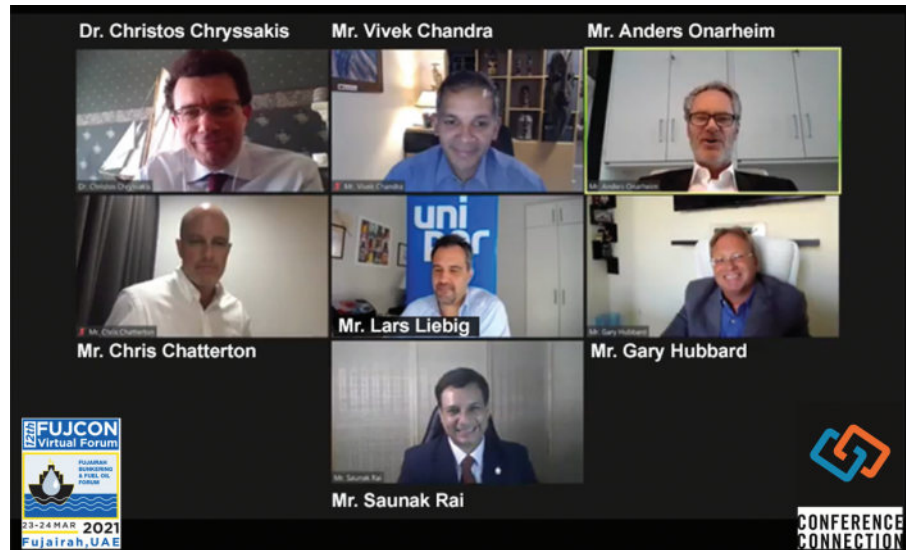 Dr. Christos Chryssakis
Mr. Vivek Chandra
Mr. Anders Onarheim
Dr. Christos Chryssakis
Mr. Vivek Chandra
Mr. Anders Onarheim
uni
per
Mr. Chris Chatterton
Mr. Lars Liebig
Mr. Gary Hubbard
Mr. Chris Chatterton
Mr. Gary Hubbard
Mr. Saunak Rai
Mr. Saunak Rai
12th
FUJCON
Virtual Forum
FUJAIRAH
BUNKERING
& FUEL OIL
FORUM
23-24 MAR 2021
Fujairah, UAE
CONFERENCE
CONNECTION